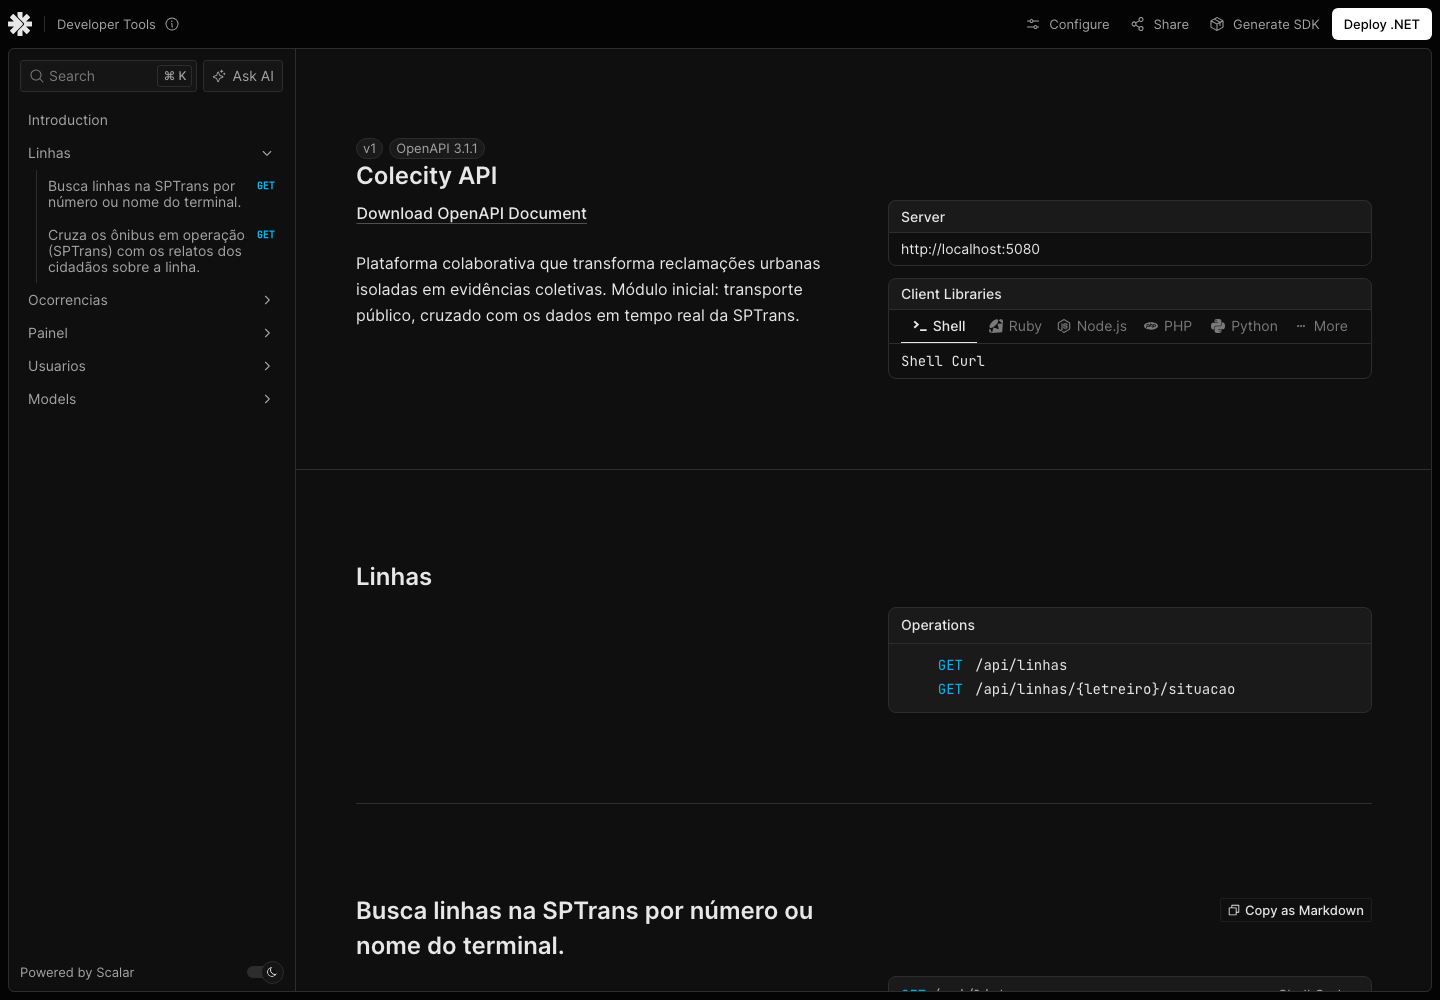 Developer Tools
Configure
Share
Generate SDK
Deploy .NET
Search
⌘ K
Ask AI
Introduction
Linhas
Busca linhas na SPTrans por
número ou nome do terminal.
GET
Cruza os ônibus em operação
(SPTrans) com os relatos dos
cidadãos sobre a linha.
GET
Ocorrencias
Painel
Usuarios
Models
Powered by Scalar
v1
OpenAPI 3.1.1
Colecity API
Download OpenAPI Document
Plataforma colaborativa que transforma reclamações urbanas
isoladas em evidências coletivas. Módulo inicial: transporte
público, cruzado com os dados em tempo real da SPTrans.
Server
http://localhost:5080
Client Libraries
Shell
Ruby
Node.js
PHP
Python
More
Shell Curl
Linhas
Operations
GET /api/linhas
GET /api/linhas/{letreiro}/situacao
Busca linhas na SPTrans por número ou
nome do terminal.
Copy as Markdown